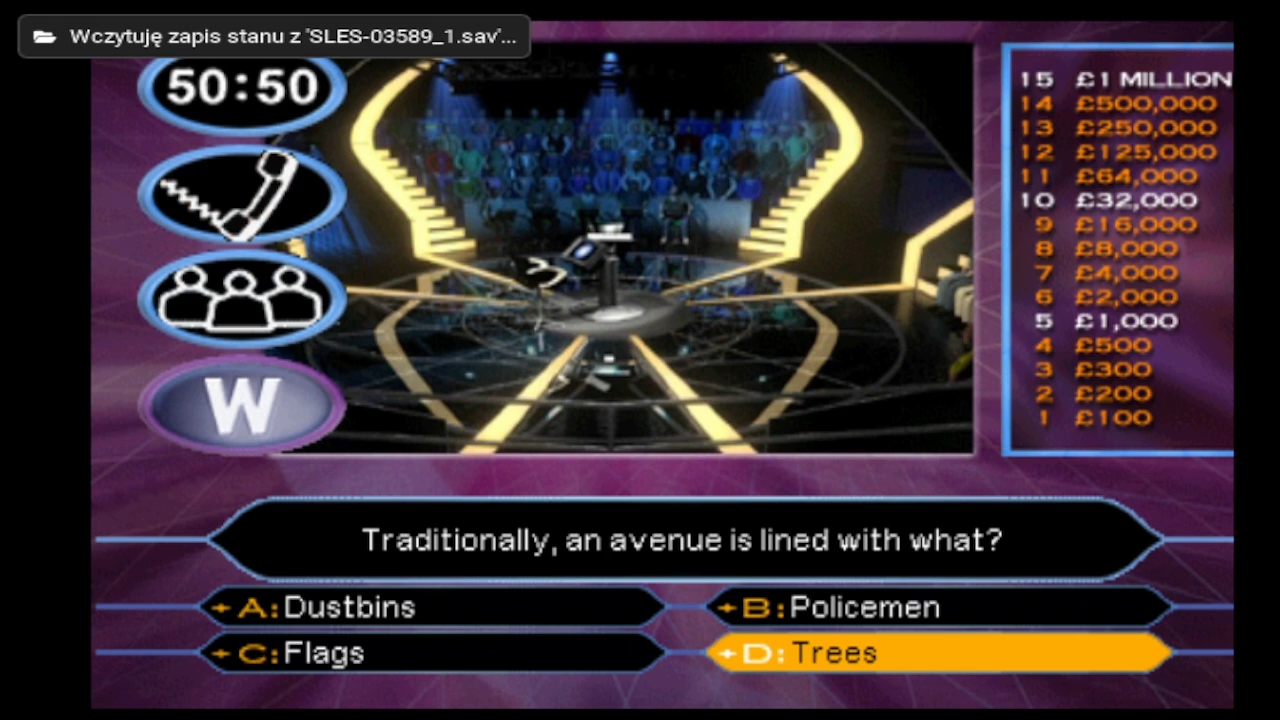 Wczytuję zapis stanu z 'SLES-03589_1.sav'...
50:50
W
15 £1 MILLION
14 £500,000
13 £250,000
12 £125,000
11 £64,000
10 £32,000
9 £16,000
8 £8,000
7 £4,000
6 £2,000
5 £1,000
4 £500
3 £300
2 £200
1 £100
Traditionally, an avenue is lined with what?
A: Dustbins
B: Policemen
C: Flags
D: Trees